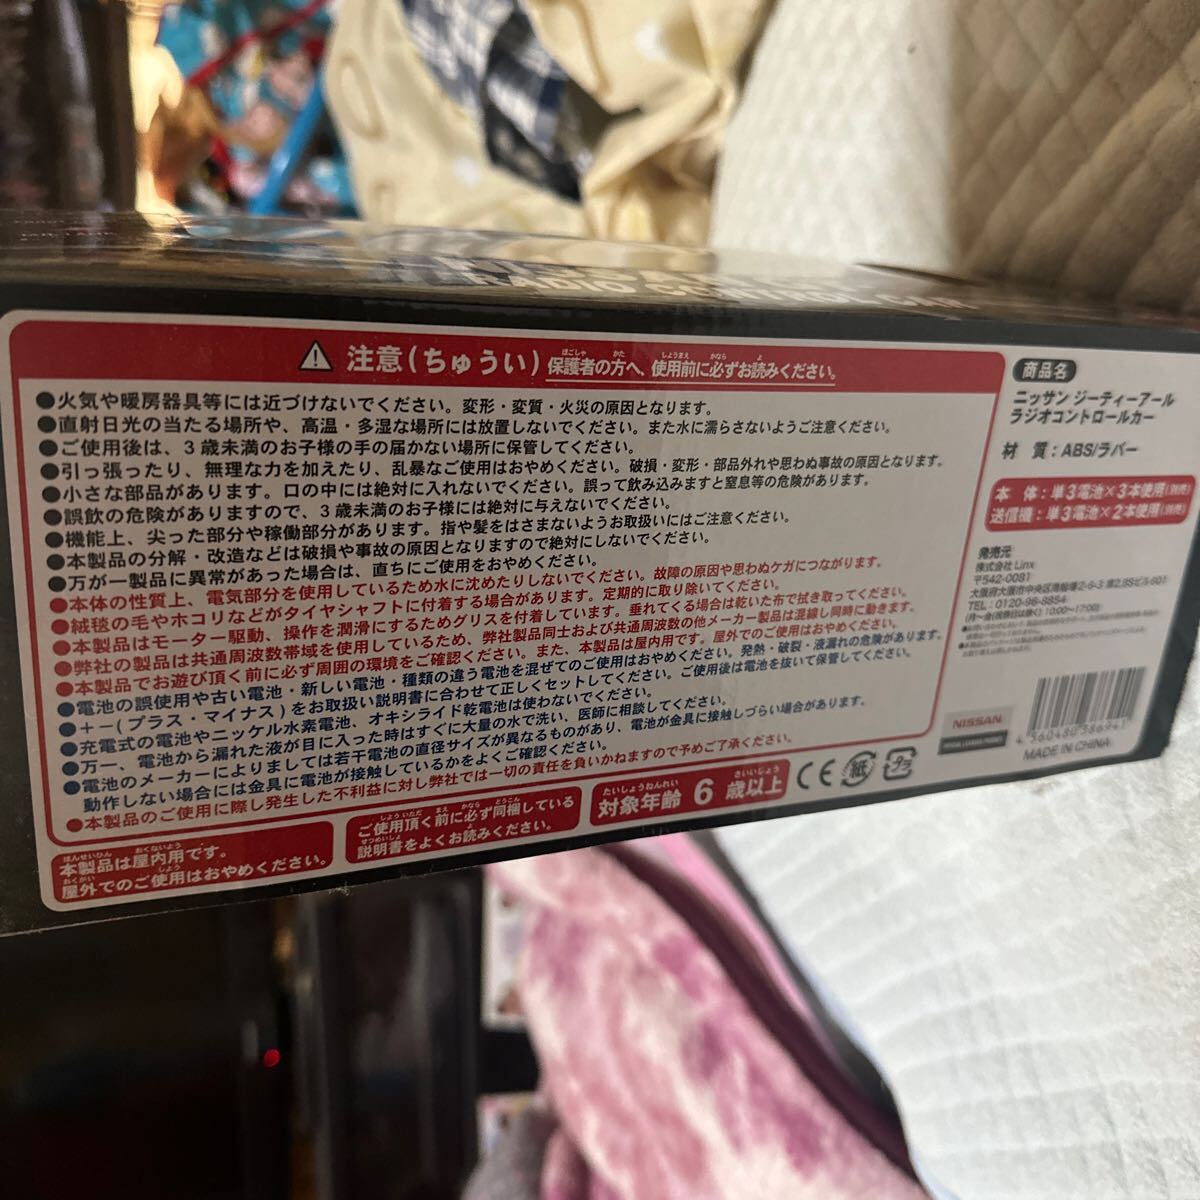 RADIO CONTROL CAR
注意(ちゅうい) 保護者の方へ、使用前に必ずお読みください。
●火気や暖房器具等には近づけないでください。変形・変質・火災の原因となります。
●直射日光の当たる場所や、高温・多湿な場所には放置しないでください。また水に濡らさないようご注意ください。
●ご使用後は、3歳未満のお子様の手の届かない場所に保管してください。
●引っ張ったり、無理な力を加えたり、乱暴なご使用はおやめください。破損・変形・部品外れや思わぬ事故の原因となります。
●小さな部品があります。口の中には絶対に入れないでください。誤って飲み込みますと窒息等の危険があります。
●誤飲の危険がありますので、3歳未満のお子様には絶対に与えないでください。
●機能上、尖った部分や稼働部分があります。指や髪をはさまないようお取扱いにはご注意ください。
●本製品の分解・改造などは破損や事故の原因となりますので絶対にしないでください。
●万が一製品に異常があった場合は、直ちにご使用をおやめください。
●本体の性質上、電気部分を使用しているため水に沈めたりしないでください。故障の原因や思わぬケガにつながります。
●絨毯の毛やホコリなどがタイヤシャフトに付着する場合があります。定期的に取り除いてください。
●本製品はモーター駆動、操作を潤滑にするためグリスを付着しています。垂れてくる場合は乾いた布で拭き取ってください。
●弊社の製品は共通周波数帯域を使用しているため、弊社製品同士および共通周波数の他メーカー製品は混線し同時に動きます。
●本製品でお遊び頂く前に必ず周囲の環境をご確認ください。また、本製品は屋内用です。屋外でのご使用はおやめください。
●電池の誤使用や古い電池・新しい電池・種類の違う電池を混ぜてのご使用はおやめください。発熱・破裂・液漏れの危険があります。
●+-(プラス・マイナス)をお取扱い説明書に合わせて正しくセットしてください。ご使用後は電池を抜いて保管してください。
●充電式の電池やニッケル水素電池、オキシライド乾電池は使わないでください。
●万一、電池から漏れた液が目に入った時はすぐに大量の水で洗い、医師に相談してください。
●電池のメーカーによりましては若干電池の直径サイズが異なるものがあり、電池が金具に接触しづらい場合があります。
動作しない場合には金具に電池が接触しているかをよくご確認ください。
●本製品のご使用に際し発生した不利益に対し弊社では一切の責任を負いかねますので予めご了承ください。
本製品は屋内用です。
屋外でのご使用はおやめください。
ご使用頂く前に必ず同梱している
説明書をよくお読みください。
対象年齢 6 歳以上
CE 紙 プラ
商品名
ニッサン ジーティーアール
ラジオコントロールカー
材 質：ABS/ラバー
本 体：単3電池×3本使用(別売)
送信機：単3電池×2本使用(別売)
発売元
株式会社 Linx
〒542-0081
大阪府大阪市中央区南船場2-6-3 第2.BSビル601
TEL：0120-96-8854
(月～金(祝祭日は除く) 10:00～17:00)
NISSAN
4 560480 386941
MADE IN CHINA